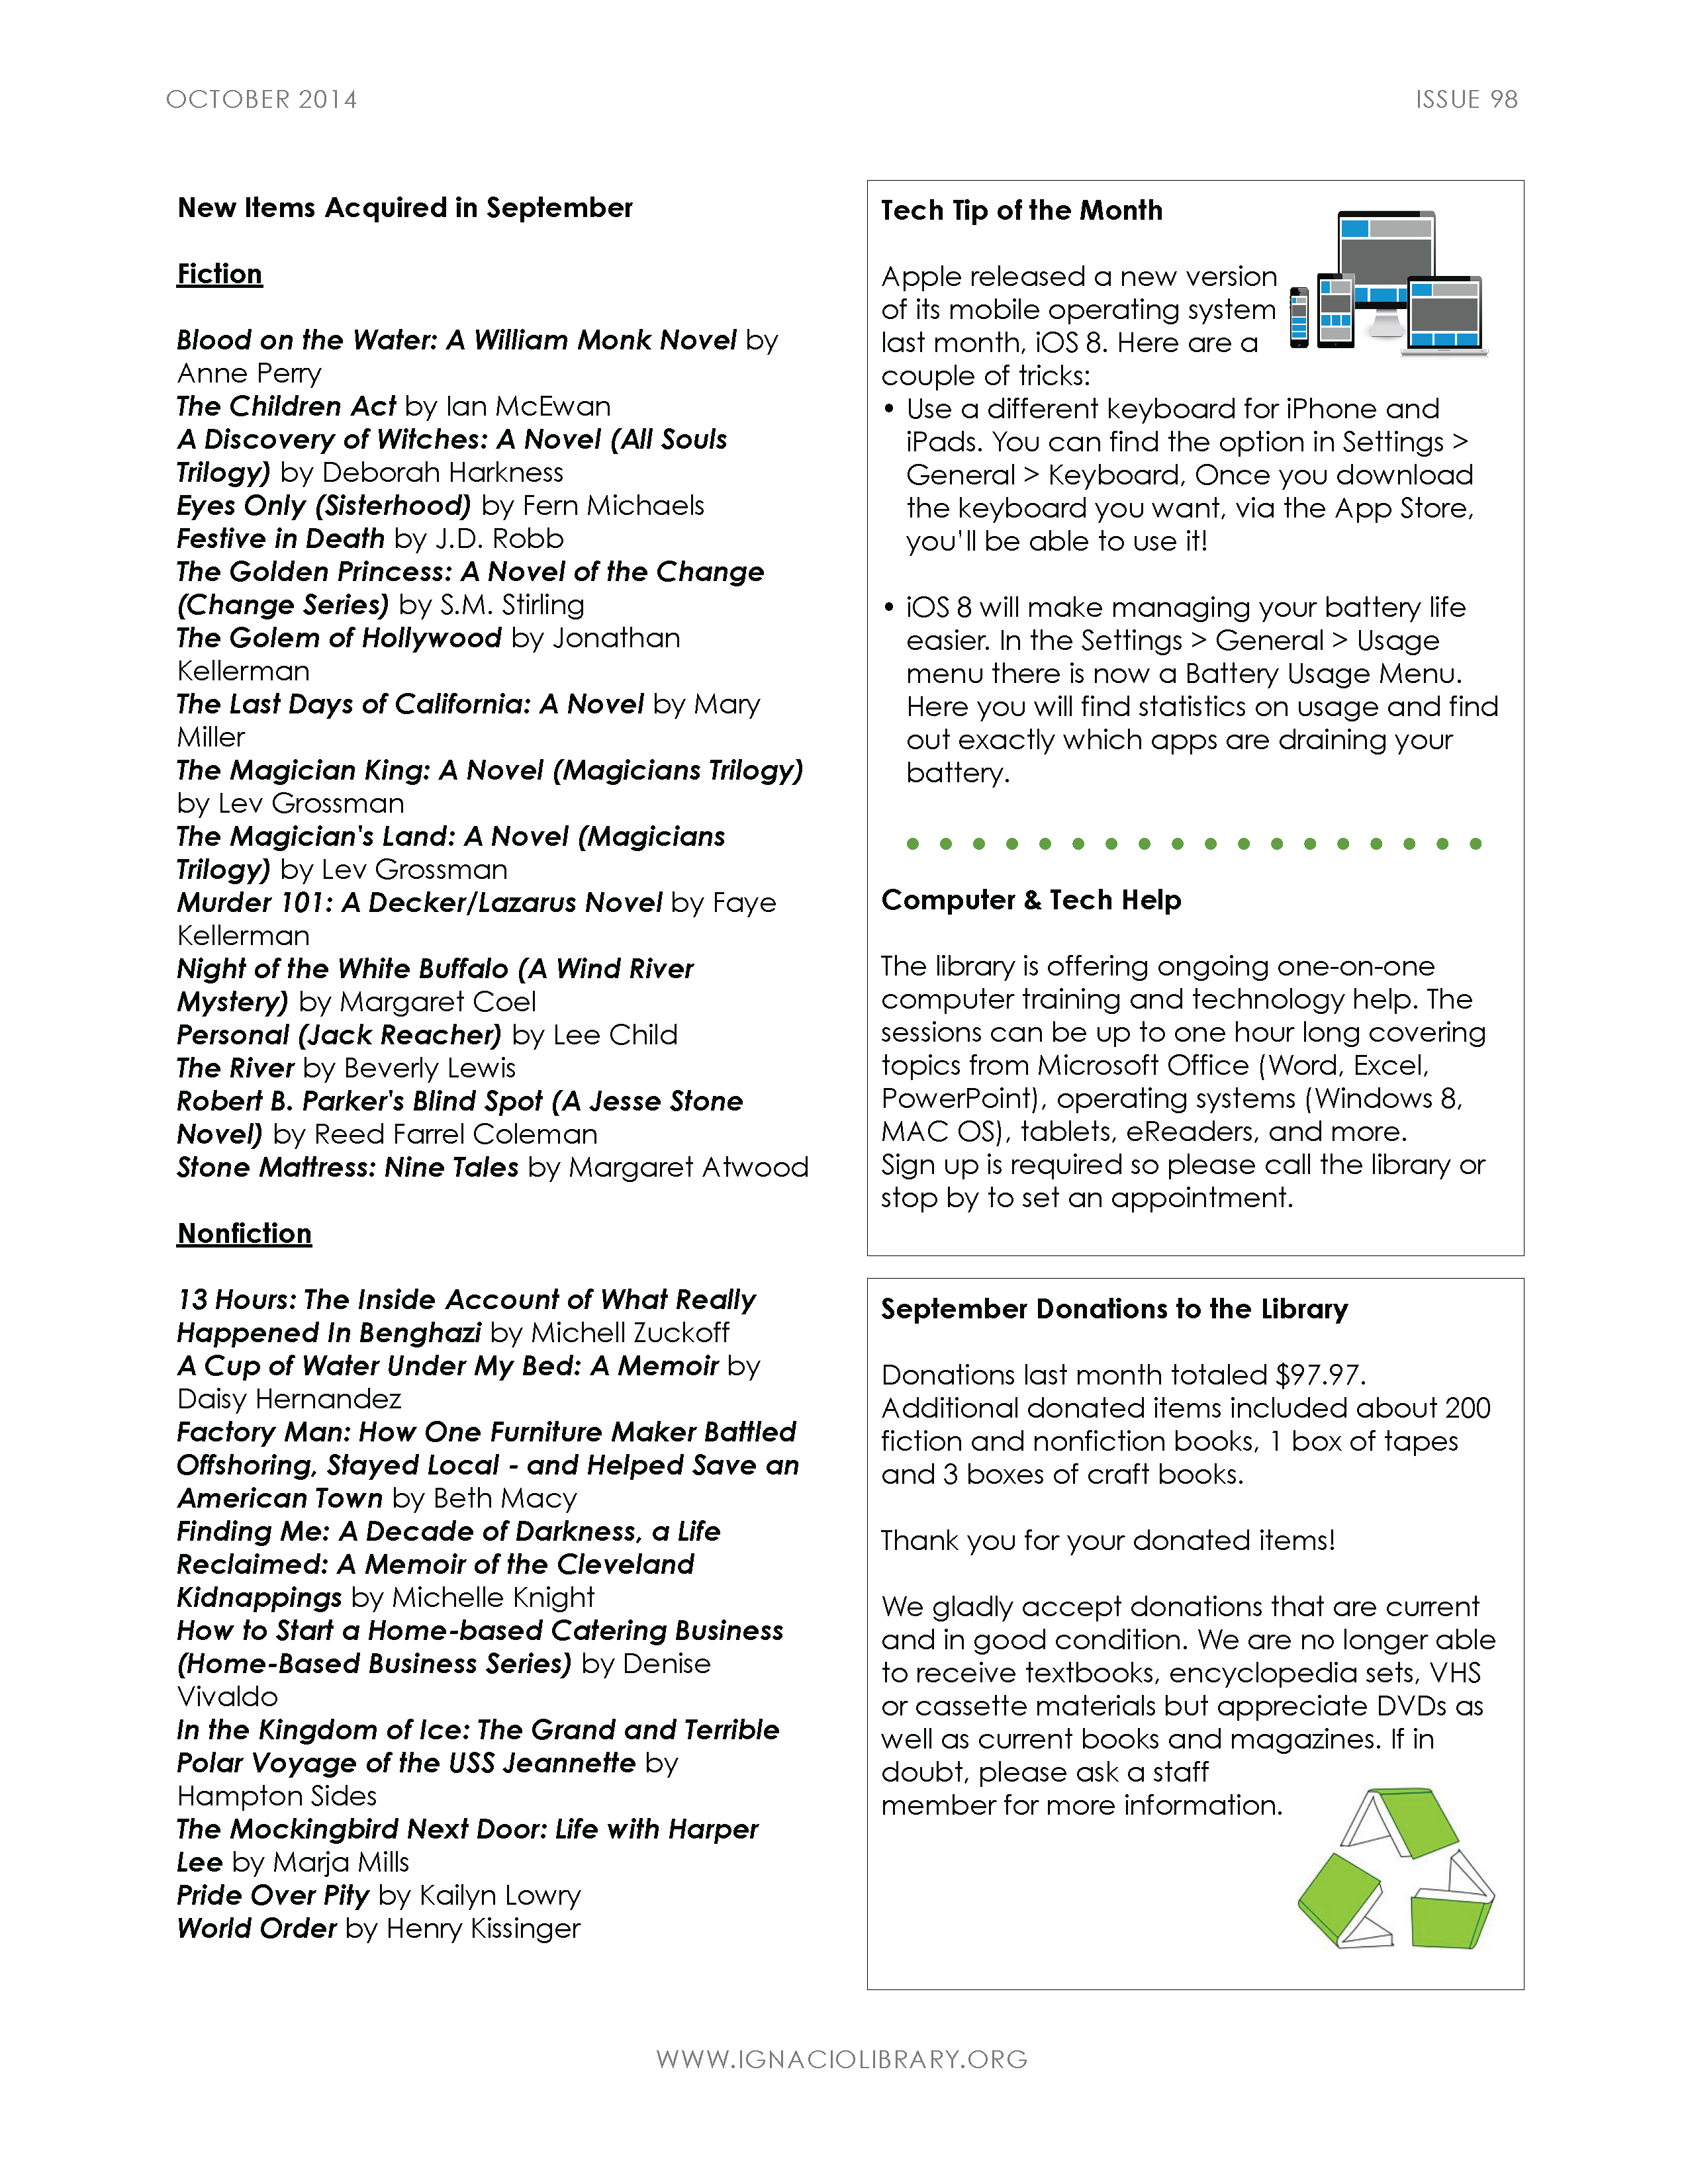 OCTOBER 2014
ISSUE 98
New Items Acquired in September
Fiction
Blood on the Water: A William Monk Novel by
Anne Perry
The Children Act by Ian McEwan
A Discovery of Witches: A Novel (All Souls
Trilogy) by Deborah Harkness
Eyes Only (Sisterhood) by Fern Michaels
Festive in Death by J.D. Robb
The Golden Princess: A Novel of the Change
(Change Series) by S.M. Stirling
The Golem of Hollywood by Jonathan
Kellerman
The Last Days of California: A Novel by Mary
Miller
The Magician King: A Novel (Magicians Trilogy)
by Lev Grossman
The Magician's Land: A Novel (Magicians
Trilogy) by Lev Grossman
Murder 101: A Decker/Lazarus Novel by Faye
Kellerman
Night of the White Buffalo (A Wind River
Mystery) by Margaret Coel
Personal (Jack Reacher) by Lee Child
The River by Beverly Lewis
Robert B. Parker's Blind Spot (A Jesse Stone
Novel) by Reed Farrel Coleman
Stone Mattress: Nine Tales by Margaret Atwood
Nonfiction
13 Hours: The Inside Account of What Really
Happened In Benghazi by Michell Zuckoff
A Cup of Water Under My Bed: A Memoir by
Daisy Hernandez
Factory Man: How One Furniture Maker Battled
Offshoring, Stayed Local - and Helped Save an
American Town by Beth Macy
Finding Me: A Decade of Darkness, a Life
Reclaimed: A Memoir of the Cleveland
Kidnappings by Michelle Knight
How to Start a Home-based Catering Business
(Home-Based Business Series) by Denise
Vivaldo
In the Kingdom of Ice: The Grand and Terrible
Polar Voyage of the USS Jeannette by
Hampton Sides
The Mockingbird Next Door: Life with Harper
Lee by Marja Mills
Pride Over Pity by Kailyn Lowry
World Order by Henry Kissinger
Tech Tip of the Month
Apple released a new version
of its mobile operating system
last month, iOS 8. Here are a
couple of tricks:
• Use a different keyboard for iPhone and
iPads. You can find the option in Settings >
General > Keyboard, Once you download
the keyboard you want, via the App Store,
you'll be able to use it!
• iOS 8 will make managing your battery life
easier. In the Settings > General > Usage
menu there is now a Battery Usage Menu.
Here you will find statistics on usage and find
out exactly which apps are draining your
battery.
Computer & Tech Help
The library is offering ongoing one-on-one
computer training and technology help. The
sessions can be up to one hour long covering
topics from Microsoft Office (Word, Excel,
PowerPoint), operating systems (Windows 8,
MAC OS), tablets, eReaders, and more.
Sign up is required so please call the library or
stop by to set an appointment.
September Donations to the Library
Donations last month totaled $97.97.
Additional donated items included about 200
fiction and nonfiction books, 1 box of tapes
and 3 boxes of craft books.
Thank you for your donated items!
We gladly accept donations that are current
and in good condition. We are no longer able
to receive textbooks, encyclopedia sets, VHS
or cassette materials but appreciate DVDs as
well as current books and magazines. If in
doubt, please ask a staff
member for more information.
WWW.IGNACIOLIBRARY.ORG